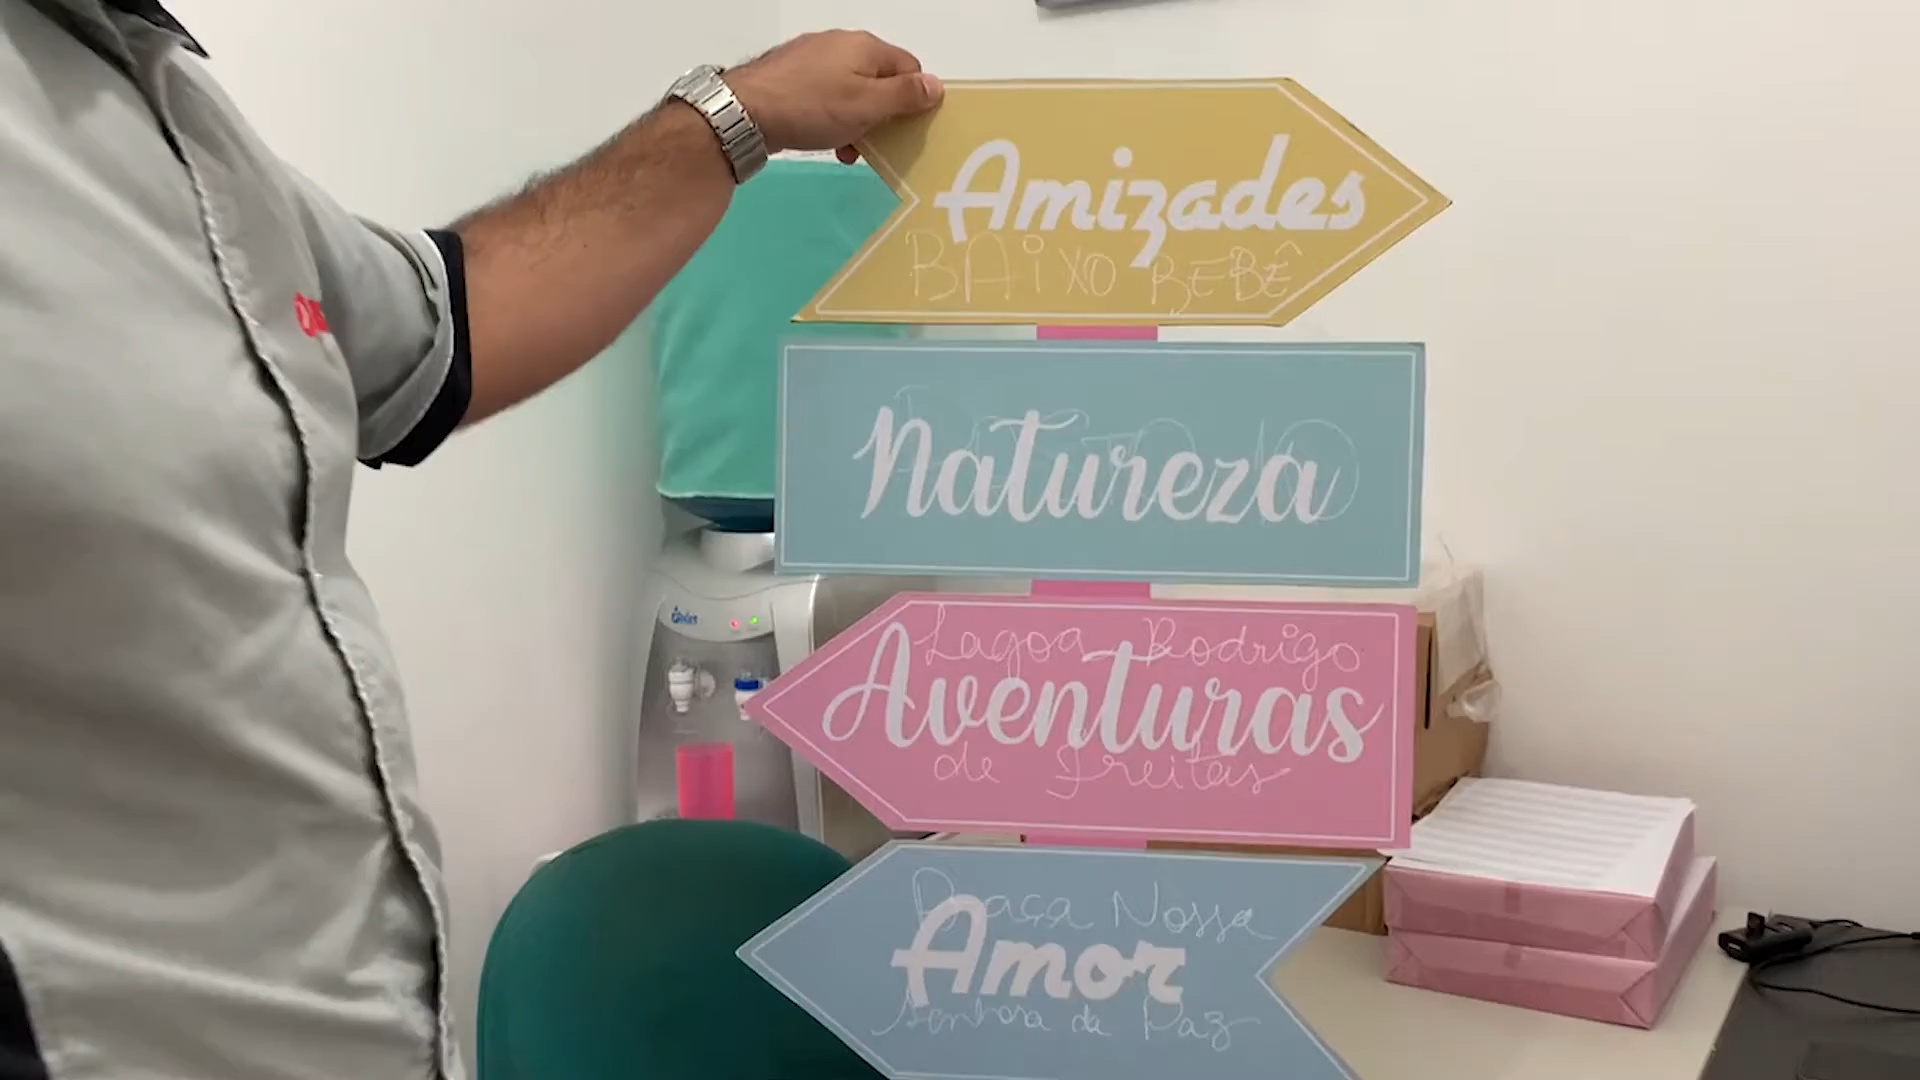 Amizades
BAiXO BEBÊ
Natureza
Lagoa Rodrigo
Aventuras
de Freitas
Praça Nossa
Amor
Senhora da Paz